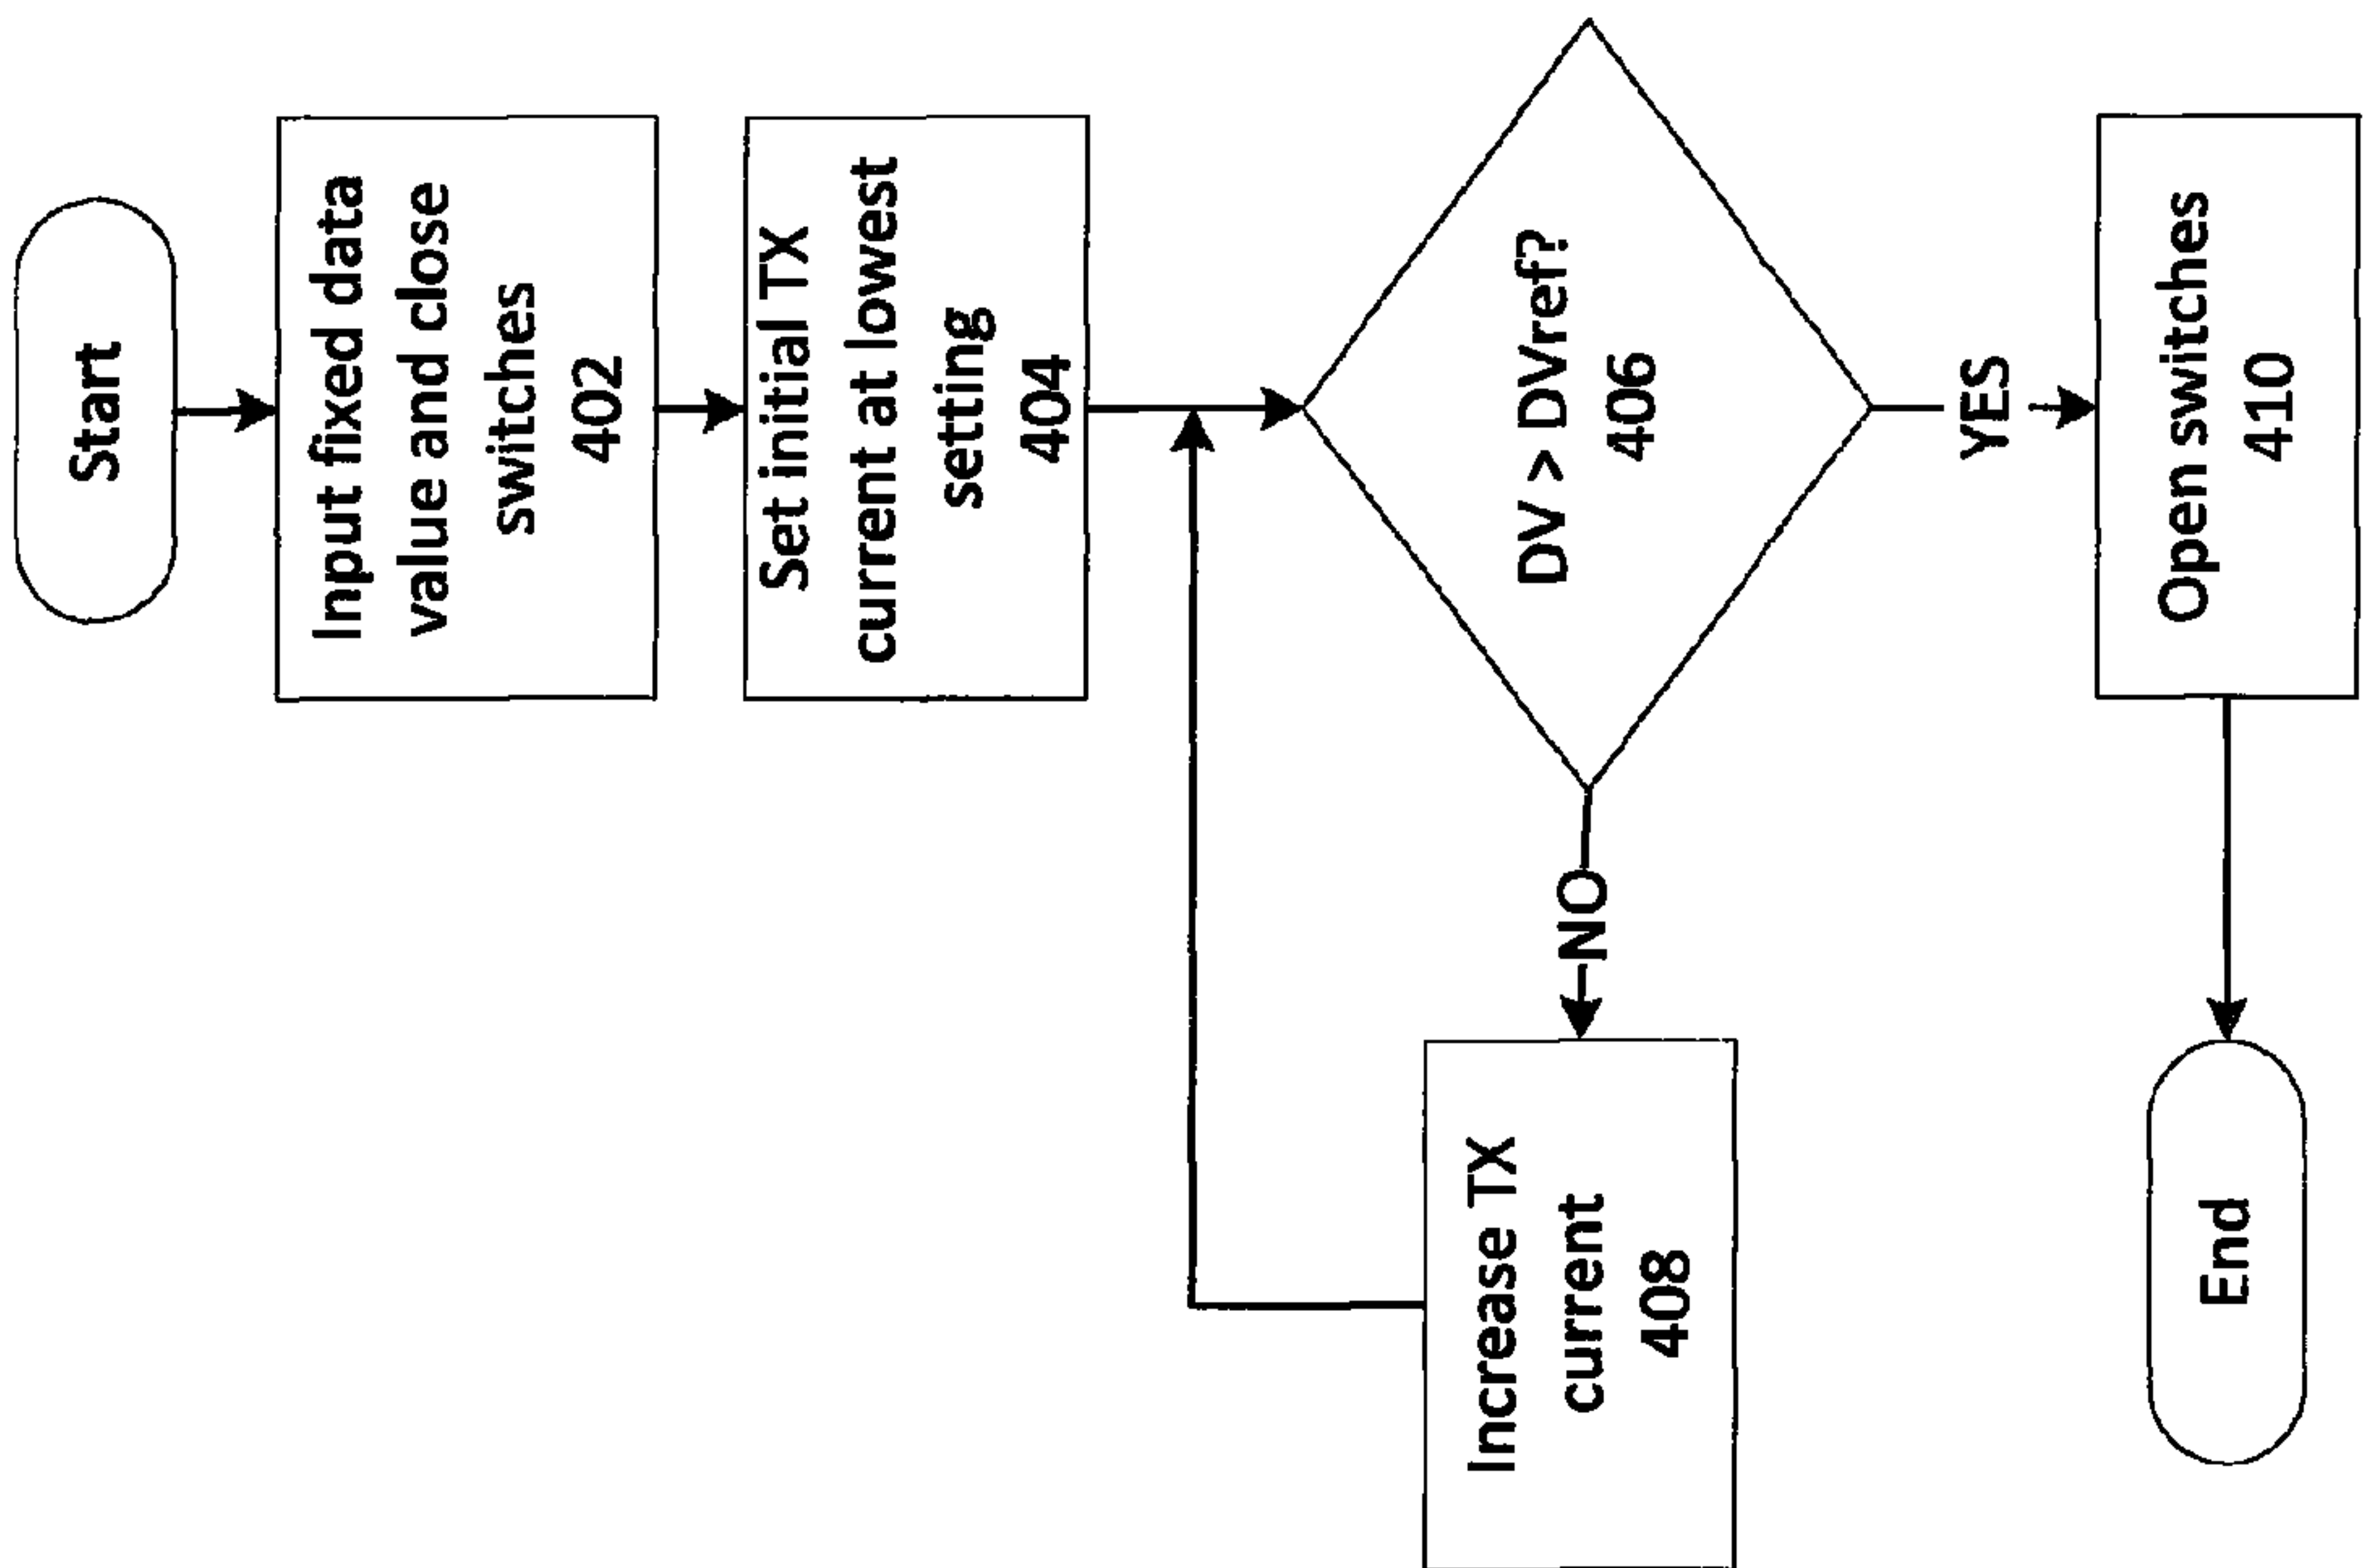 Start
Input fixed data
value and close
switches
402
Set initial TX
current at lowest
setting
404
DV > DVref?
406
NO
Increase TX
current
408
YES
Open switches
410
End